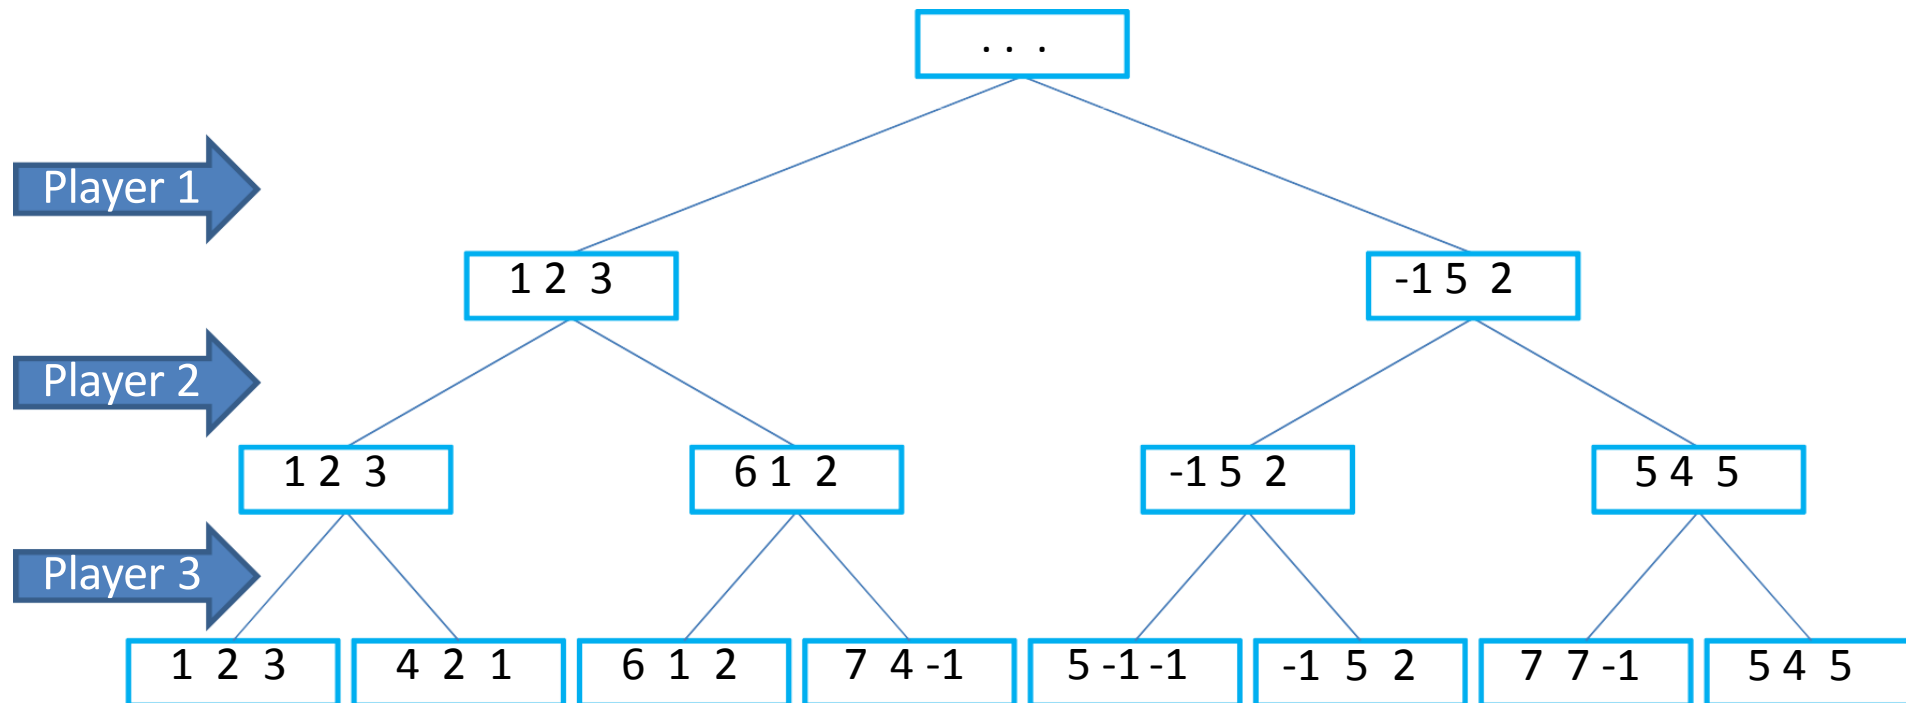 . . .
Player 1
1 2 3
-1 5 2
Player 2
1 2 3
6 1 2
-1 5 2
5 4 5
Player 3
1 2 3
4 2 1
6 1 2
7 4 -1
5 -1 -1
-1 5 2
7 7 -1
5 4 5